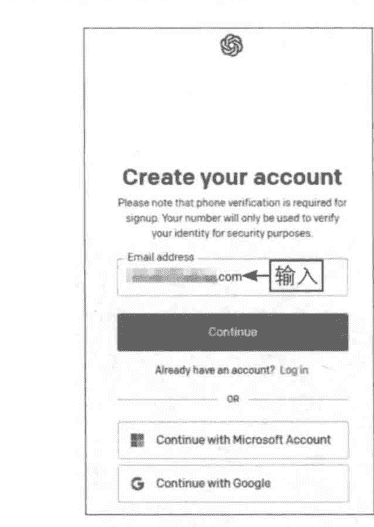 Create your account
Please note that phone verification is required for
signup. Your number will only be used to verify
your identity for security purposes.
Email address
.com
输入
Continue
Already have an account? Log in
OR
Continue with Microsoft Account
Continue with Google